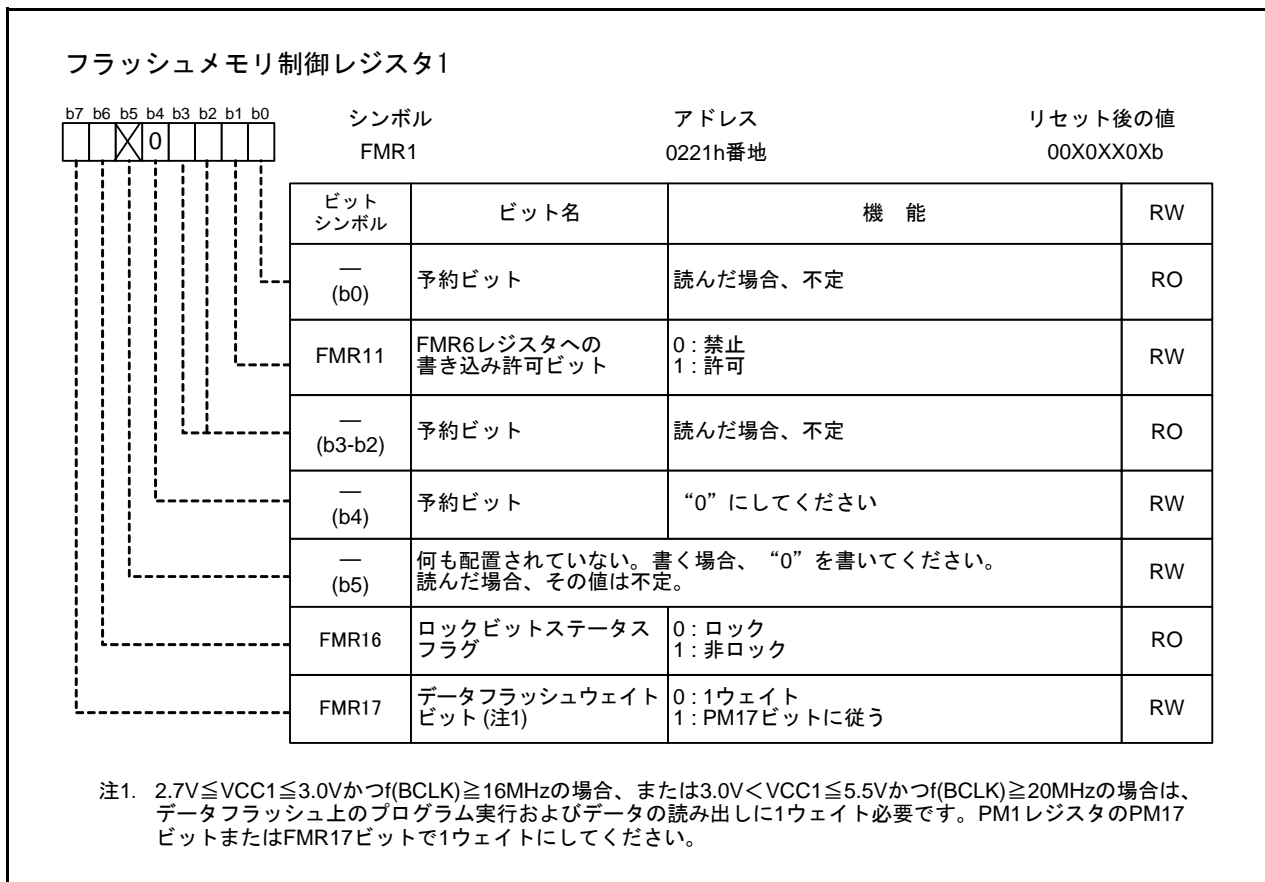 フラッシュメモリ制御レジスタ1
b7 b6 b5 b4 b3 b2 b1 b0
0
シンボル
FMR1
アドレス
0221h番地
リセット後の値
00X0XX0Xb
ビット
シンボル
ビット名
機　能
RW
—
(b0)
予約ビット
読んだ場合、不定
RO
FMR11
FMR6レジスタへの
書き込み許可ビット
0 : 禁止
1 : 許可
RW
—
(b3-b2)
予約ビット
読んだ場合、不定
RO
—
(b4)
予約ビット
“0”にしてください
RW
—
(b5)
何も配置されていない。書く場合、“0”を書いてください。
読んだ場合、その値は不定。
RW
FMR16
ロックビットステータス
フラグ
0 : ロック
1 : 非ロック
RO
FMR17
データフラッシュウェイト
ビット (注1)
0 : 1ウェイト
1 : PM17ビットに従う
RW
注1. 2.7V≦VCC1≦3.0Vかつf(BCLK)≧16MHzの場合、または3.0V＜VCC1≦5.5Vかつf(BCLK)≧20MHzの場合は、
データフラッシュ上のプログラム実行およびデータの読み出しに1ウェイト必要です。PM1レジスタのPM17
ビットまたはFMR17ビットで1ウェイトにしてください。